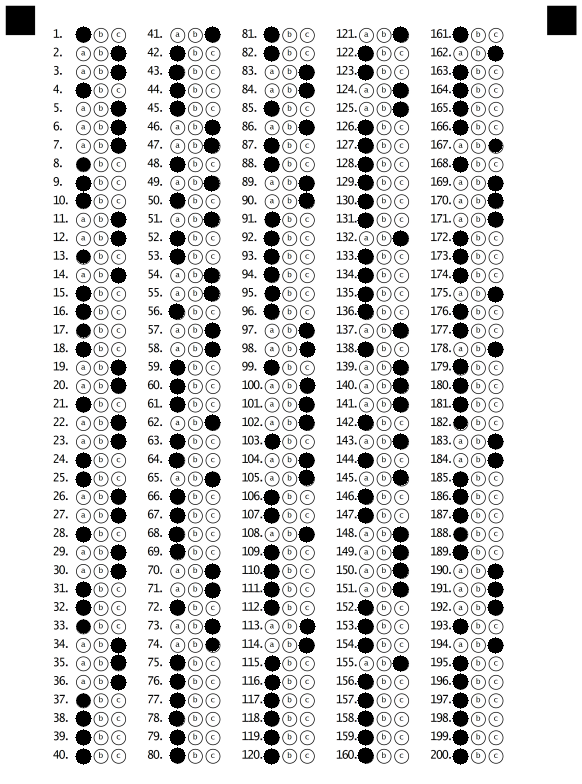 1. b c 41. a b 81. b c 121. a b 161. b c
2. a b 42. b c 82. b c 122. b c 162. a b
3. a b 43. b c 83. a b 123. b c 163. b c
4. b c 44. b c 84. a b 124. a b 164. b c
5. a b 45. b c 85. b c 125. a b 165. b c
6. a b 46. a b 86. a b 126. b c 166. b c
7. a b 47. a b 87. b c 127. b c 167. a b
8. b c 48. b c 88. b c 128. b c 168. b c
9. b c 49. a b 89. a b 129. b c 169. a b
10. b c 50. b c 90. a b 130. b c 170. a b
11. a b 51. a b 91. b c 131. b c 171. a b
12. a b 52. b c 92. b c 132. a b 172. b c
13. b c 53. b c 93. b c 133. b c 173. b c
14. a b 54. a b 94. b c 134. b c 174. b c
15. b c 55. a b 95. b c 135. b c 175. a b
16. b c 56. b c 96. b c 136. b c 176. b c
17. b c 57. a b 97. a b 137. a b 177. b c
18. b c 58. a b 98. a b 138. b c 178. a b
19. a b 59. b c 99. b c 139. a b 179. b c
20. a b 60. b c 100. a b 140. a b 180. b c
21. b c 61. b c 101. a b 141. a b 181. b c
22. a b 62. a b 102. a b 142. b c 182. b c
23. a b 63. b c 103. b c 143. a b 183. a b
24. b c 64. b c 104. a b 144. b c 184. a b
25. b c 65. a b 105. a b 145. a b 185. b c
26. a b 66. b c 106. b c 146. b c 186. b c
27. a b 67. b c 107. b c 147. b c 187. b c
28. b c 68. b c 108. a b 148. a b 188. b c
29. a b 69. b c 109. b c 149. a b 189. b c
30. a b 70. a b 110. b c 150. a b 190. a b
31. b c 71. a b 111. b c 151. a b 191. a b
32. b c 72. b c 112. b c 152. b c 192. a b
33. b c 73. a b 113. a b 153. b c 193. b c
34. a b 74. a b 114. a b 154. b c 194. a b
35. a b 75. b c 115. b c 155. a b 195. b c
36. a b 76. b c 116. b c 156. b c 196. b c
37. b c 77. b c 117. b c 157. b c 197. b c
38. b c 78. b c 118. b c 158. b c 198. b c
39. b c 79. b c 119. b c 159. b c 199. b c
40. b c 80. b c 120. b c 160. b c 200. b c